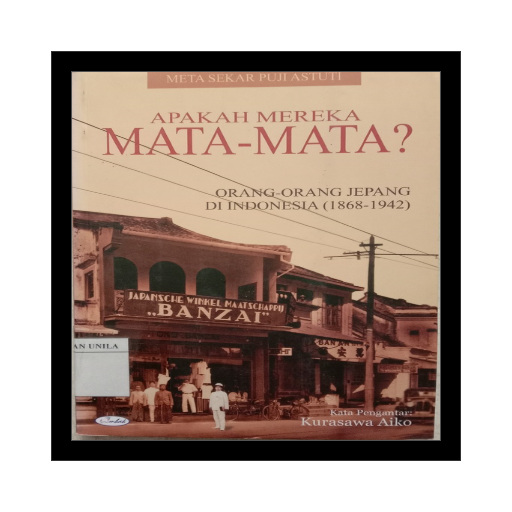 META SEKAR PUJI ASTUTI
APAKAH MEREKA
MATA-MATA?
ORANG-ORANG JEPANG
DI INDONESIA (1868-1942)
JAPANSCHE WINKEL MAATSCHAPPIJ
„BANZAI"
AN UNILA
Kata Pengantar:
Kurasawa Aiko